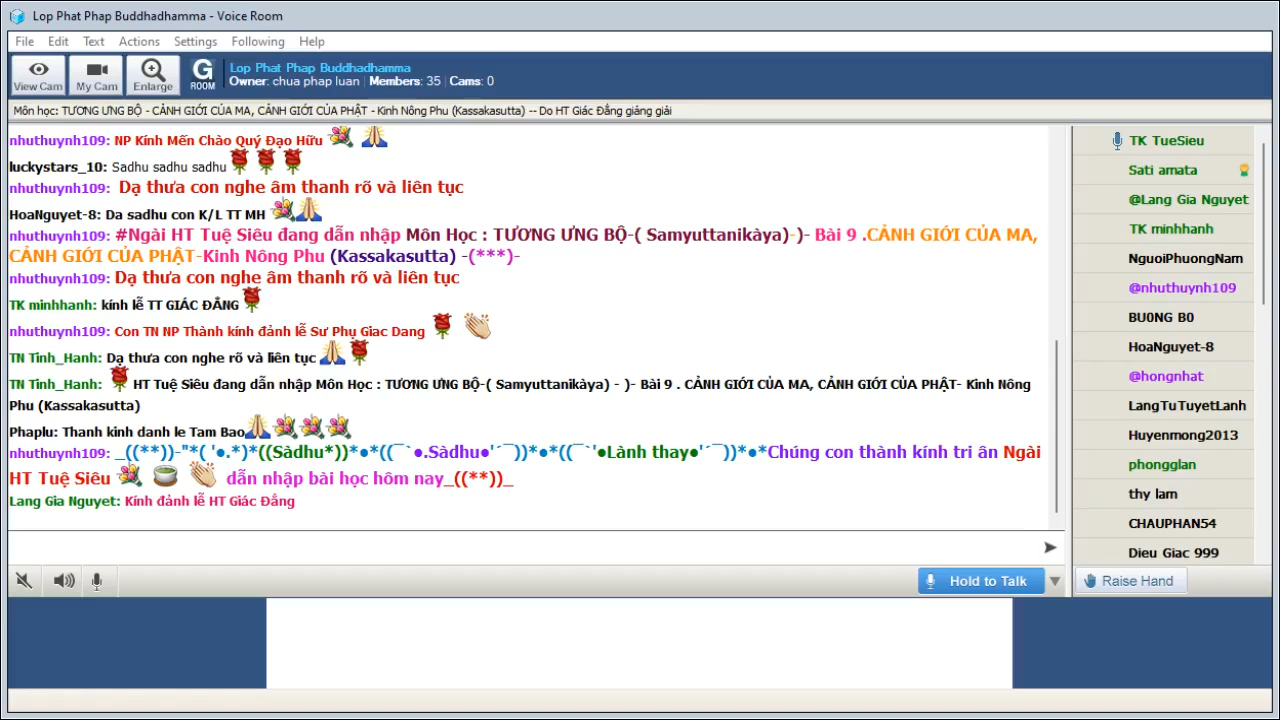 Lop Phat Phap Buddhadhamma - Voice Room
File Edit Text Actions Settings Following Help
View Cam My Cam Enlarge G ROOM
Lop Phat Phap Buddhadhamma
Owner: chua phap luan | Members: 35 | Cams: 0
Môn học: TƯƠNG ƯNG BỘ - CẢNH GIỚI CỦA MA, CẢNH GIỚI CỦA PHẬT - Kinh Nông Phu (Kassakasutta) -- Do HT Giác Đẳng giảng giải
nhuthuynh109: NP Kính Mến Chào Quý Đạo Hữu
luckystars_10: Sadhu sadhu sadhu
nhuthuynh109: Dạ thưa con nghe âm thanh rõ và liên tục
HoaNguyet-8: Da sadhu con K/L TT MH
nhuthuynh109: #Ngài HT Tuệ Siêu đang dẫn nhập Môn Học : TƯƠNG ƯNG BỘ-( Samyuttanikàya)-)- Bài 9 .CẢNH GIỚI CỦA MA,
CẢNH GIỚI CỦA PHẬT-Kinh Nông Phu (Kassakasutta) -(***)-
nhuthuynh109: Dạ thưa con nghe âm thanh rõ và liên tục
TK minhhanh: kính lễ TT GIÁC ĐẲNG
nhuthuynh109: Con TN NP Thành kính đảnh lễ Sư Phụ Giac Dang
TN Tinh_Hanh: Dạ thưa con nghe rõ và liên tục
TN Tinh_Hanh: HT Tuệ Siêu đang dẫn nhập Môn Học : TƯƠNG ƯNG BỘ-( Samyuttanikàya) - )- Bài 9 . CẢNH GIỚI CỦA MA, CẢNH GIỚI CỦA PHẬT- Kinh Nông
Phu (Kassakasutta)
Phaplu: Thanh kinh danh le Tam Bao
nhuthuynh109: _((**))-"*( '●.*)*((Sàdhu*))*●*((¯`●.Sàdhu●'´¯))*●*((¯`'●Lành thay●'´¯))*●*Chúng con thành kính tri ân Ngài
HT Tuệ Siêu dẫn nhập bài học hôm nay_((**))_
Lang Gia Nguyet: Kính đảnh lễ HT Giác Đẳng
TK TueSieu
Sati amata
@Lang Gia Nguyet
TK minhhanh
NguoiPhuongNam
@nhuthuynh109
BU0NG B0
HoaNguyet-8
@hongnhat
LangTuTuyetLanh
Huyenmong2013
phongglan
thy lam
CHAUPHAN54
Dieu Giac 999
Hold to Talk
Raise Hand